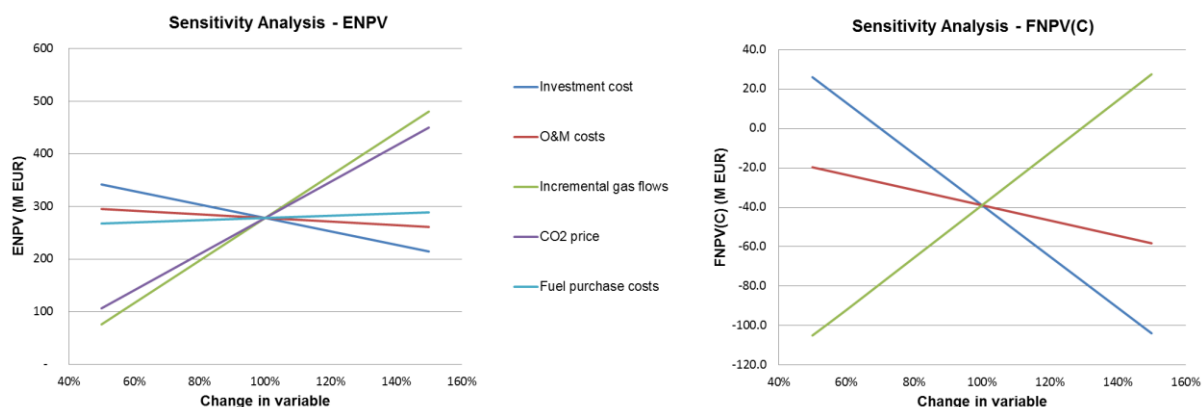 Sensitivity Analysis - ENPV
600
500
400
300
200
100
-
ENPV (M EUR)
40% 60% 80% 100% 120% 140% 160%
Change in variable
Investment cost
O&M costs
Incremental gas flows
CO2 price
Fuel purchase costs
Sensitivity Analysis - FNPV(C)
40.0
20.0
0.0
-20.0
-40.0
-60.0
-80.0
-100.0
-120.0
FNPV(C) (M EUR)
40% 60% 80% 100% 120% 140% 160%
Change in variable